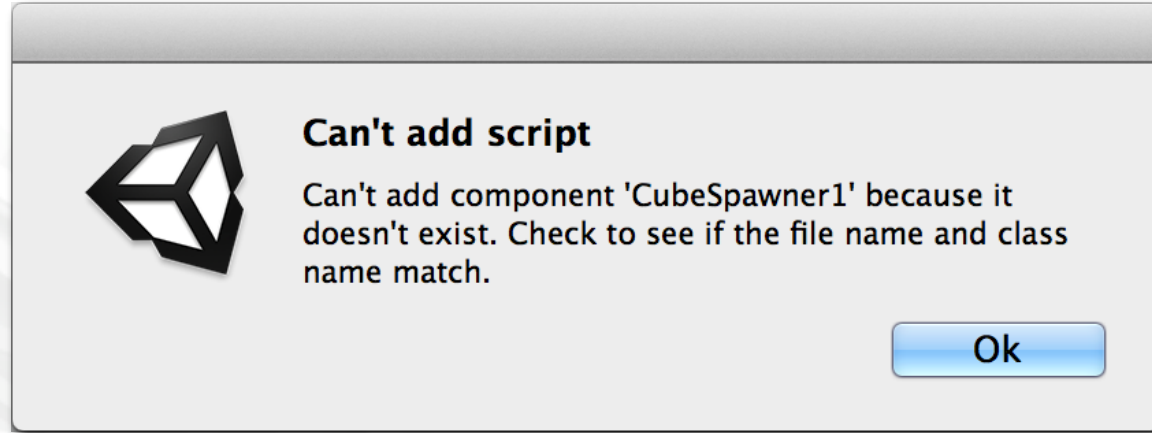 Can't add script
Can't add component 'CubeSpawner1' because it
doesn't exist. Check to see if the file name and class
name match.
Ok